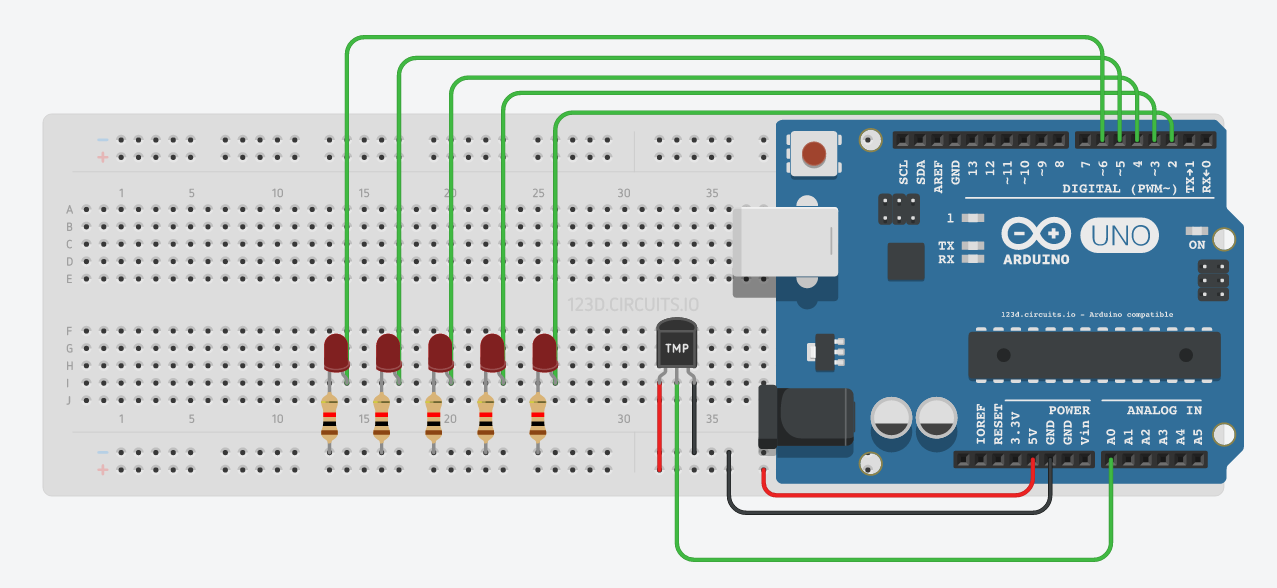 − −
+ +
1 5 10 15 20 25 30 35
A
B
C
D
E
123D.CIRCUITS.IO
F
G
H
I
J
TMP
1 5 10 15 20 25 30 35
− −
+ +
SCL
SDA
AREF
GND
13
12
~11
~10
~9
8
7
~6
~5
4
~3
2
TX→1
RX←0
DIGITAL (PWM~)
1
TX
RX
ARDUINO
UNO
ON
123d.circuits.io - Arduino compatible
POWER
ANALOG IN
IOREF
RESET
3.3V
5V
GND
GND
Vin
A0
A1
A2
A3
A4
A5